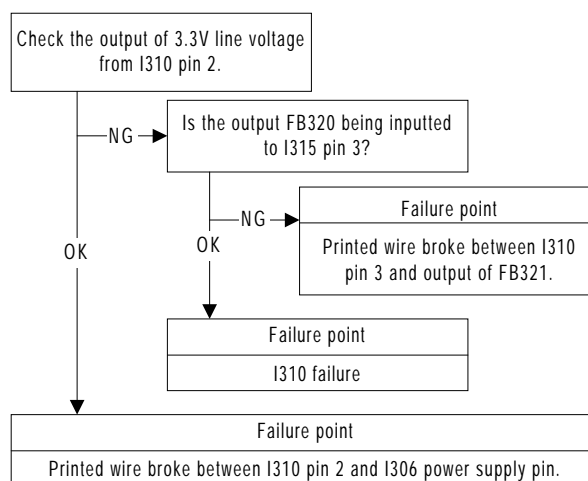 Check the output of 3.3V line voltage
from I310 pin 2.
NG
Is the output FB320 being inputted
to I315 pin 3?
NG
Failure point
Printed wire broke between I310
pin 3 and output of FB321.
OK
OK
Failure point
I310 failure
Failure point
Printed wire broke between I310 pin 2 and I306 power supply pin.